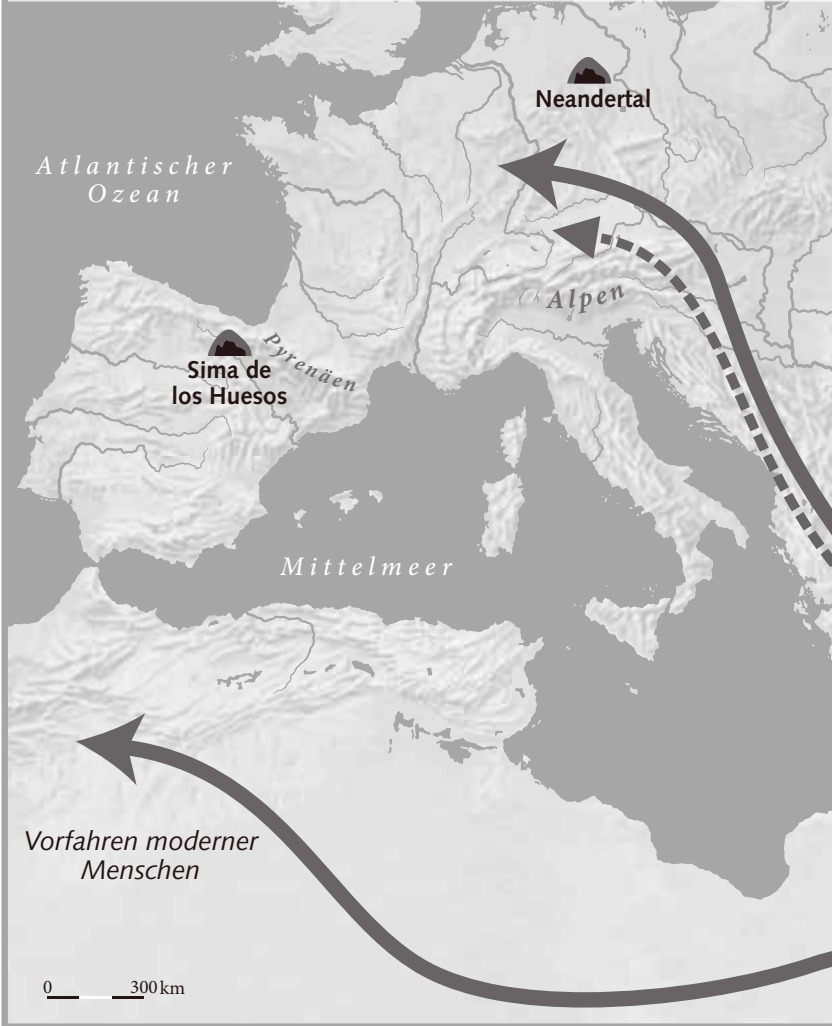 Neandertal
Atlantischer
Ozean
Alpen
Pyrenäen
Sima de
los Huesos
Mittelmeer
Vorfahren moderner
Menschen
0 300 km